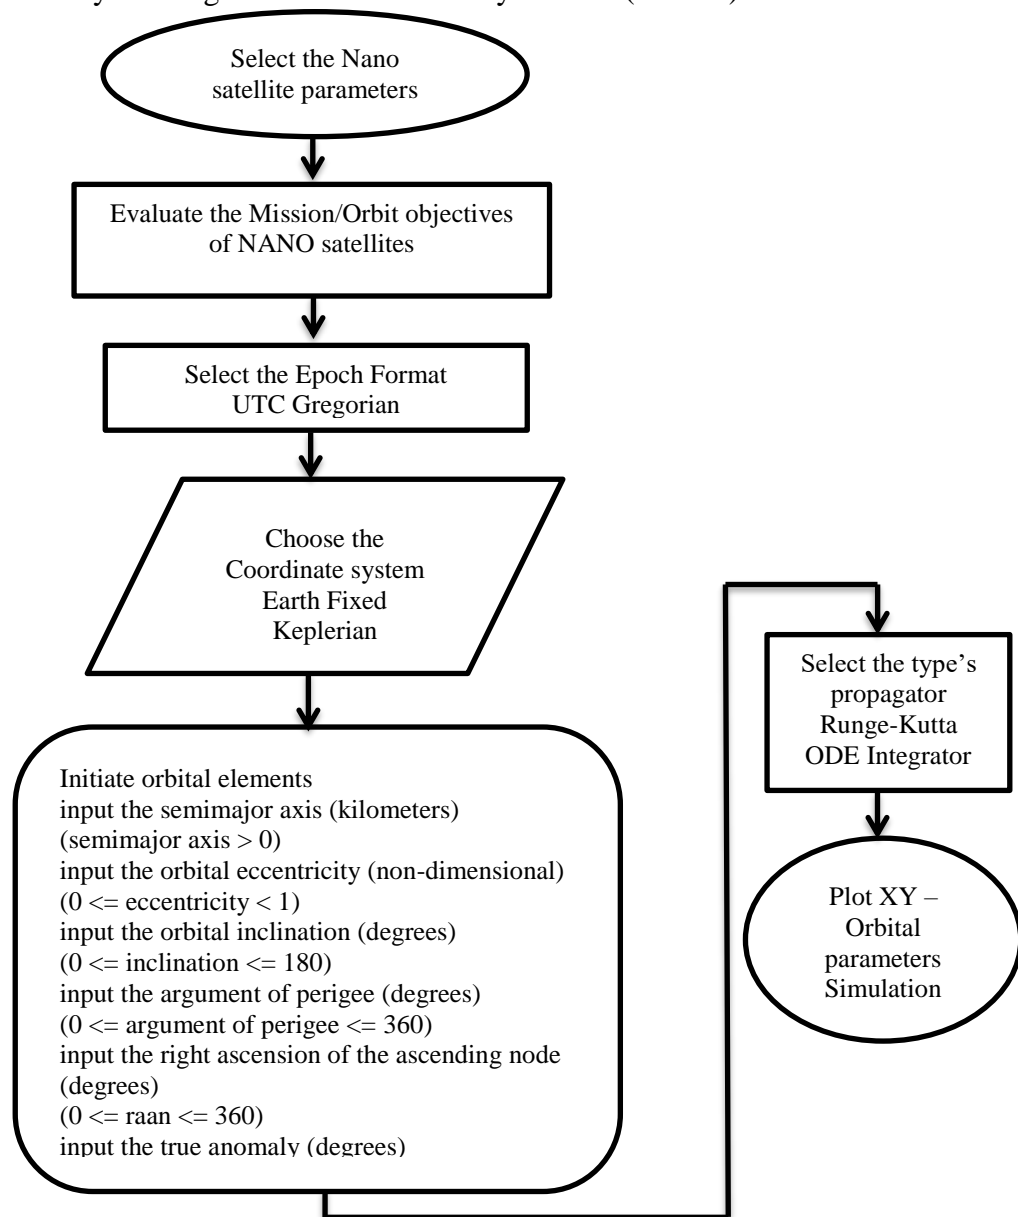 Select the Nano
satellite parameters
Evaluate the Mission/Orbit objectives
of NANO satellites
Select the Epoch Format
UTC Gregorian
Choose the
Coordinate system
Earth Fixed
Keplerian
Initiate orbital elements
input the semimajor axis (kilometers)
(semimajor axis > 0)
input the orbital eccentricity (non-dimensional)
(0 <= eccentricity < 1)
input the orbital inclination (degrees)
(0 <= inclination <= 180)
input the argument of perigee (degrees)
(0 <= argument of perigee <= 360)
input the right ascension of the ascending node
(degrees)
(0 <= raan <= 360)
input the true anomaly (degrees)
Select the type’s
propagator
Runge-Kutta
ODE Integrator
Plot XY –
Orbital
parameters
Simulation